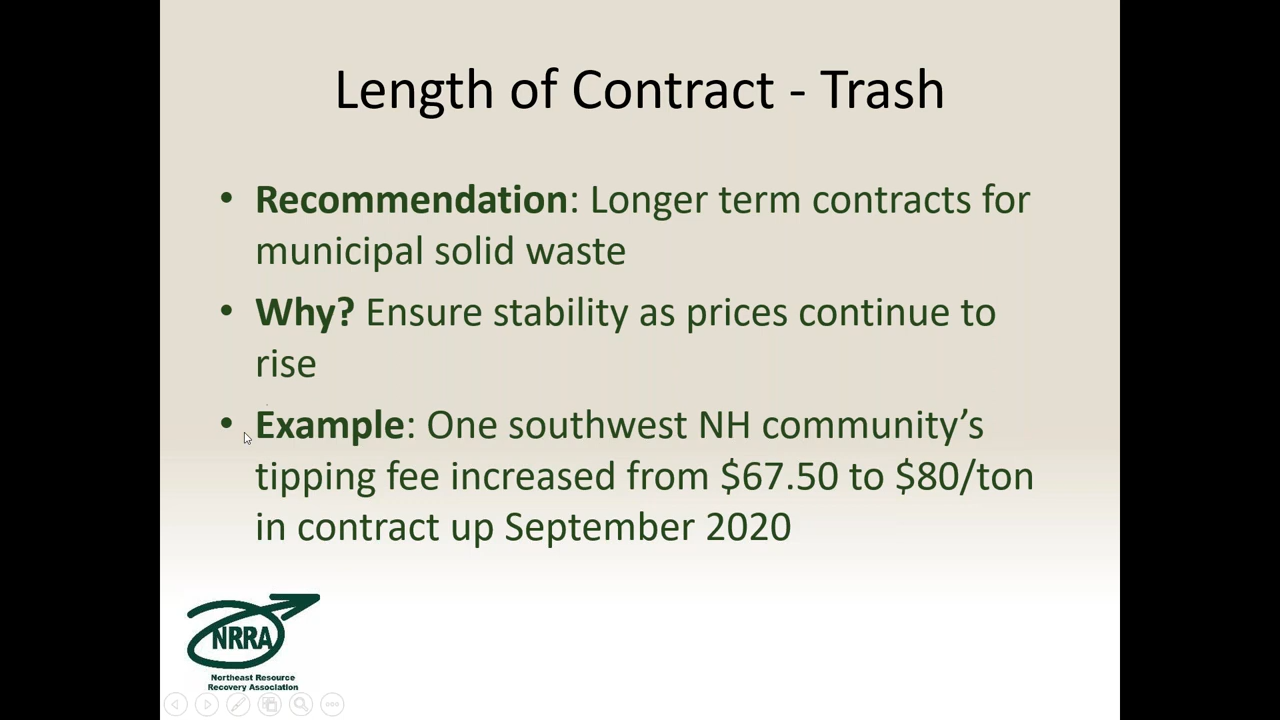 Length of Contract - Trash
• Recommendation: Longer term contracts for
municipal solid waste
• Why? Ensure stability as prices continue to
rise
• Example: One southwest NH community’s
tipping fee increased from $67.50 to $80/ton
in contract up September 2020
NRRA
Northeast Resource
Recovery Association